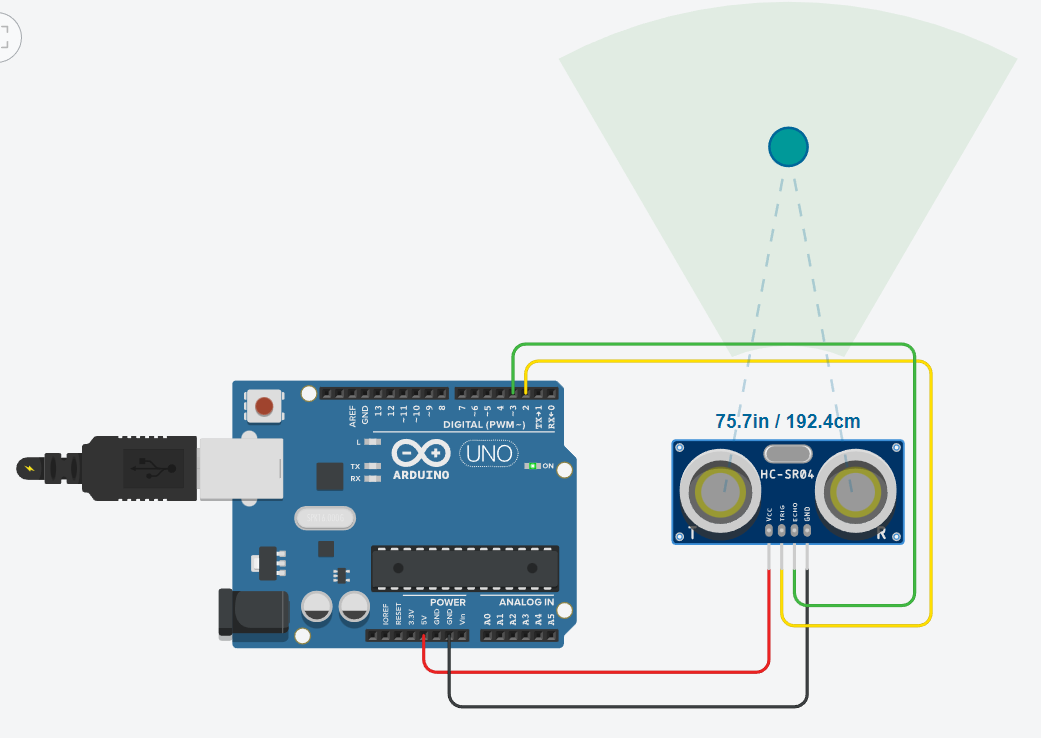 75.7in / 192.4cm
HC-SR04
VCC
TRIG
ECHO
GND
T
R
AREF
GND
13
12
~11
~10
~9
8
7
~6
~5
4
~3
2
TX→1
RX←0
DIGITAL (PWM~)
L
TX
RX
ARDUINO
UNO
ON
POWER
ANALOG IN
IOREF
RESET
3.3V
5V
GND
GND
Vin
A0
A1
A2
A3
A4
A5